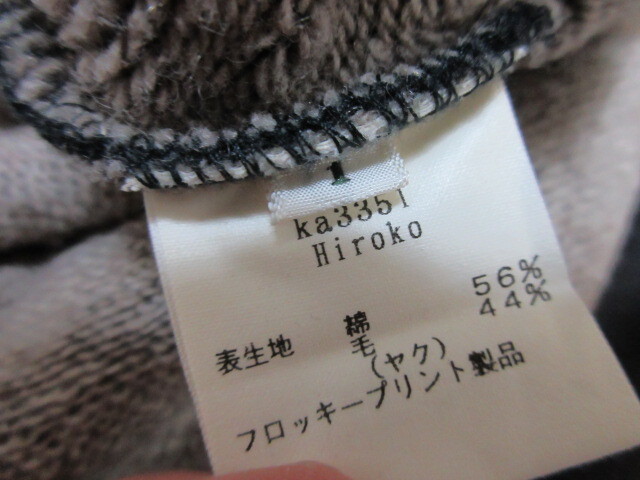 1
ka3351
Hiroko
表生地 綿 56%
毛 44%
(ヤク)
フロッキープリント製品